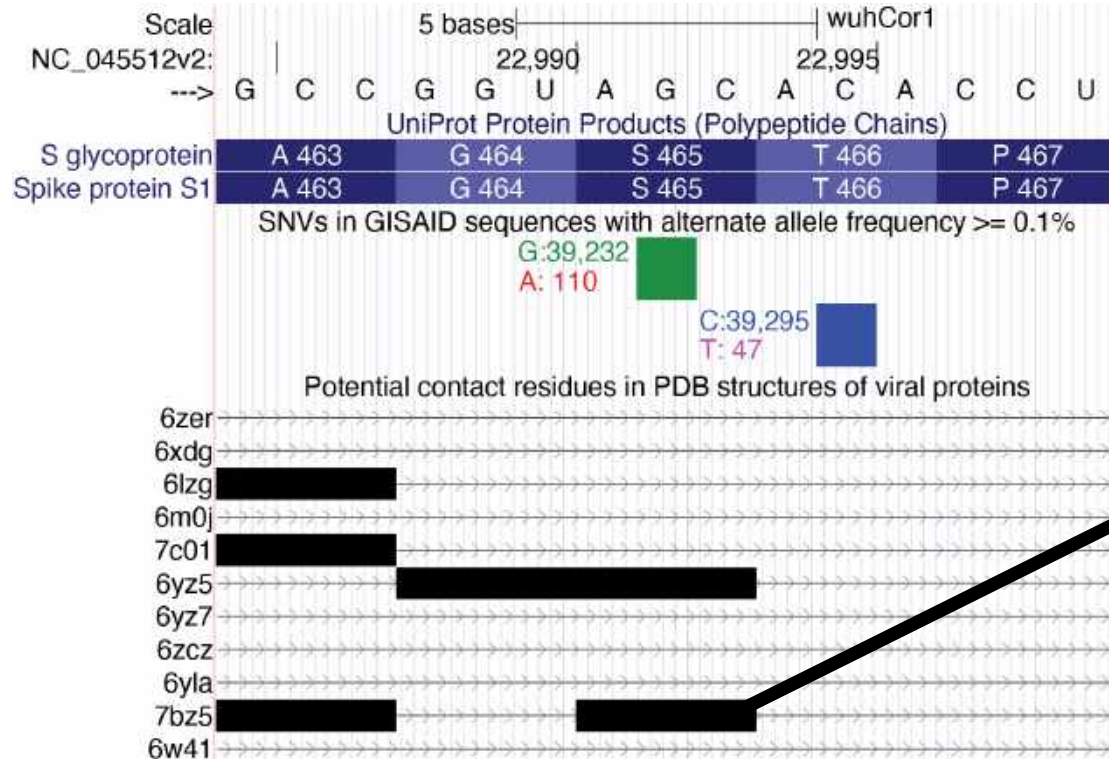 Scale 5 bases wuhCor1
NC_045512v2: 22,990 22,995
---> G C C G G U A G C A C A C C U
UniProt Protein Products (Polypeptide Chains)
S glycoprotein A 463 G 464 S 465 T 466 P 467
Spike protein S1 A 463 G 464 S 465 T 466 P 467
SNVs in GISAID sequences with alternate allele frequency >= 0.1%
G:39,232
A: 110
C:39,295
T: 47
Potential contact residues in PDB structures of viral proteins
6zer
6xdg
6lzg
6m0j
7c01
6yz5
6yz7
6zcz
6yla
7bz5
6w41